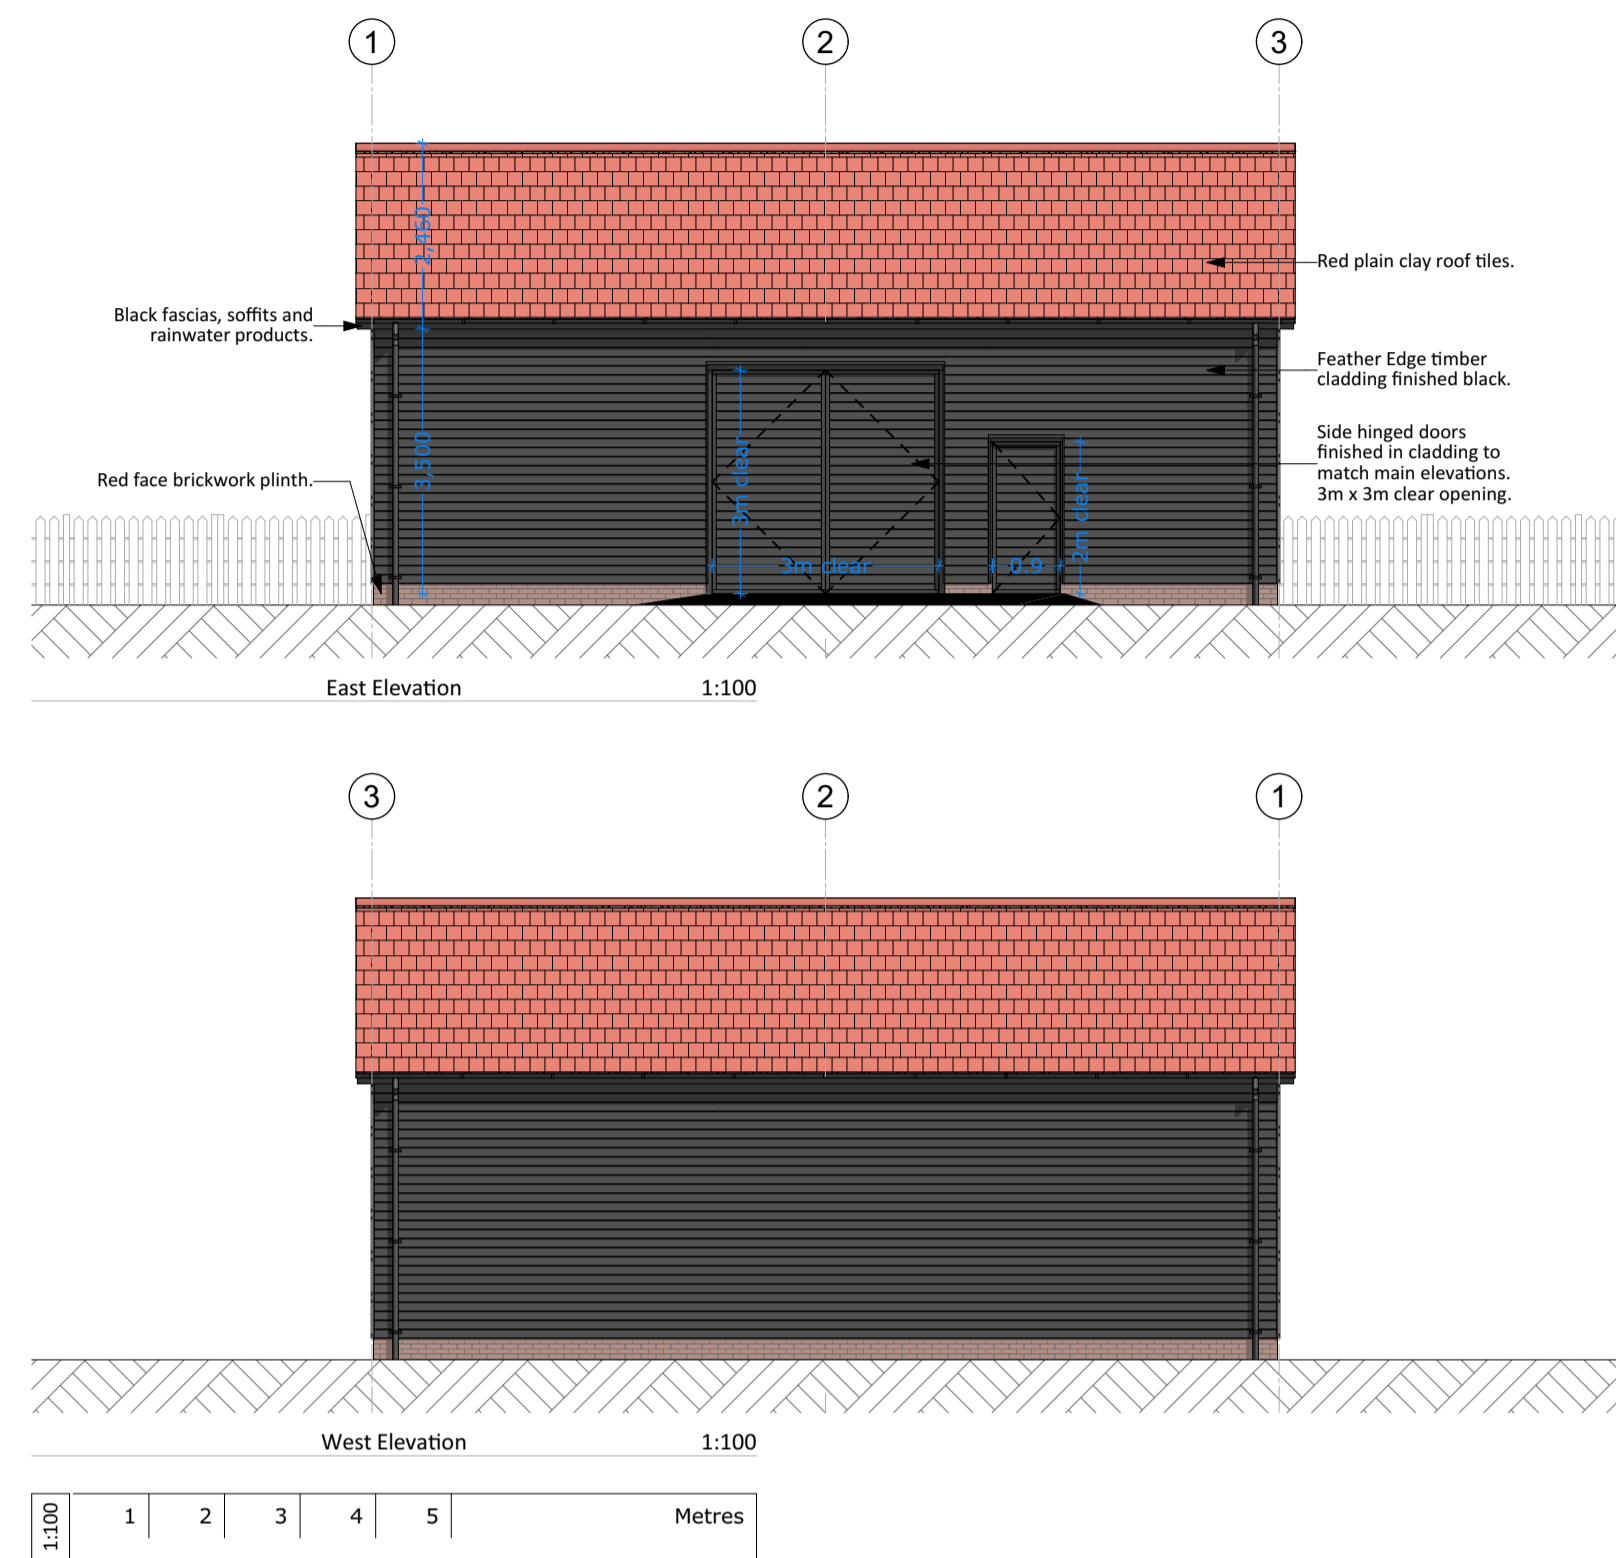 1
2
3
2,460
Red plain clay roof tiles.
Black fascias, soffits and
rainwater products.
Feather Edge timber
cladding finished black.
Side hinged doors
finished in cladding to
match main elevations.
3m x 3m clear opening.
3,500
3m clear
2m clear
Red face brickwork plinth.
3m clear
0.9
East Elevation 1:100
3
2
1
West Elevation 1:100
1:100
1 2 3 4 5 Metres